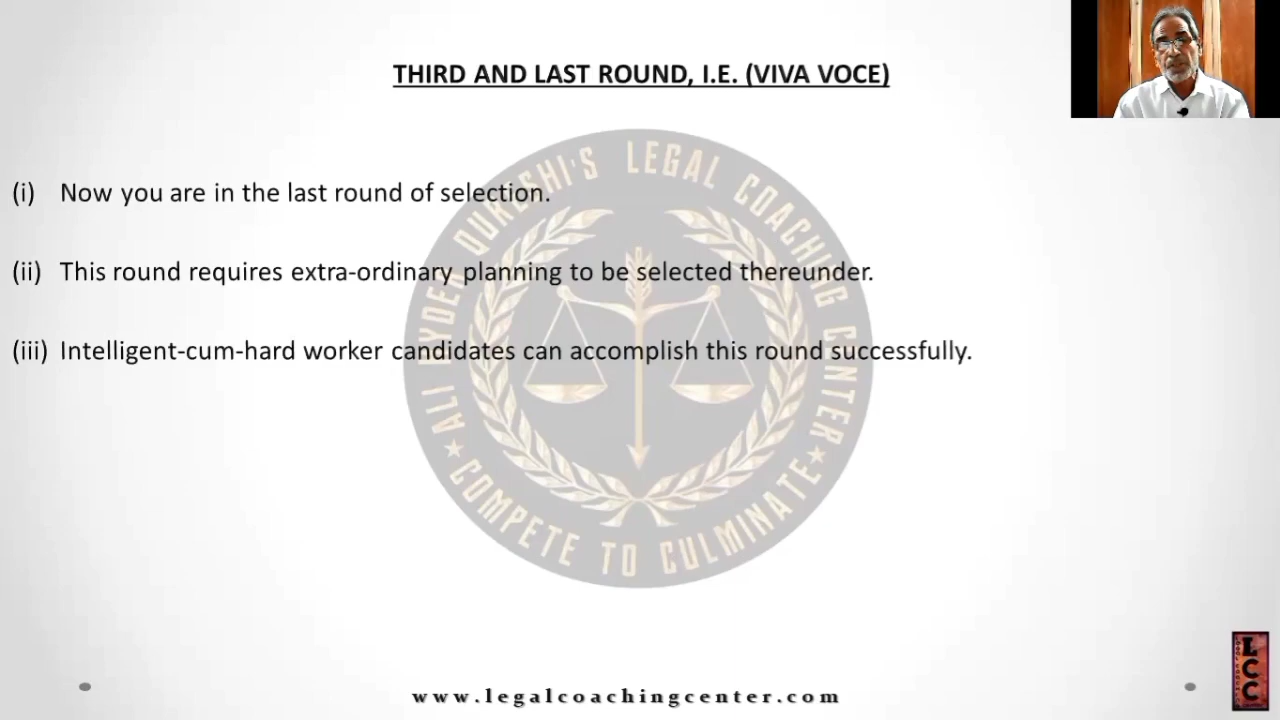 THIRD AND LAST ROUND, I.E. (VIVA VOCE)
(i) Now you are in the last round of selection.
(ii) This round requires extra-ordinary planning to be selected thereunder.
(iii) Intelligent-cum-hard worker candidates can accomplish this round successfully.
ALI HYDER QURESHI'S LEGAL COACHING CENTER
★ COMPETE TO CULMINATE ★
www.legalcoachingcenter.com
LCC